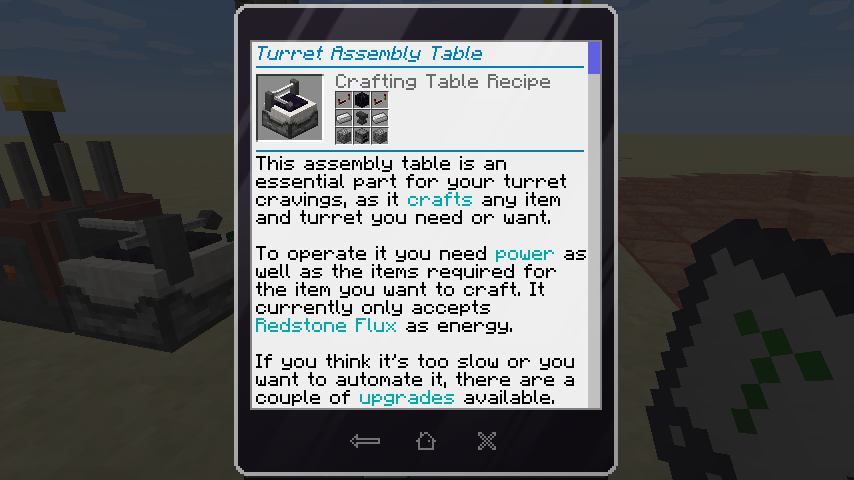 Turret Assembly Table
Crafting Table Recipe
This assembly table is an
essential part for your turret
cravings, as it crafts any item
and turret you need or want.
To operate it you need power as
well as the items required for
the item you want to craft. It
currently only accepts
Redstone Flux as energy.
If you think it's too slow or you
want to automate it, there are a
couple of upgrades available.